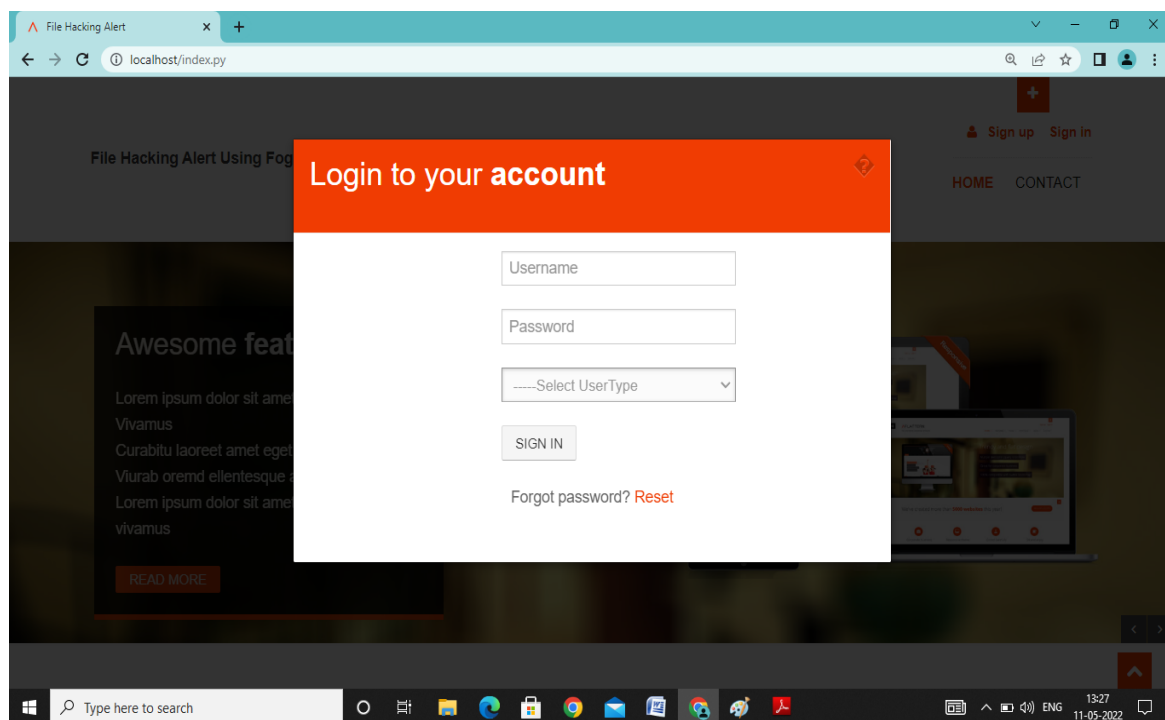 File Hacking Alert
localhost/index.py
Sign up Sign in
File Hacking Alert Using Fog
HOME CONTACT
Login to your account
Username
Password
-----Select UserType
SIGN IN
Forgot password? Reset
Awesome feat
Lorem ipsum dolor sit ame
Vivamus
Curabitu laoreet amet eget
Viurab oremd ellentesque a
Lorem ipsum dolor sit ame
vivamus
READ MORE
Type here to search
ENG
13:27
11-05-2022